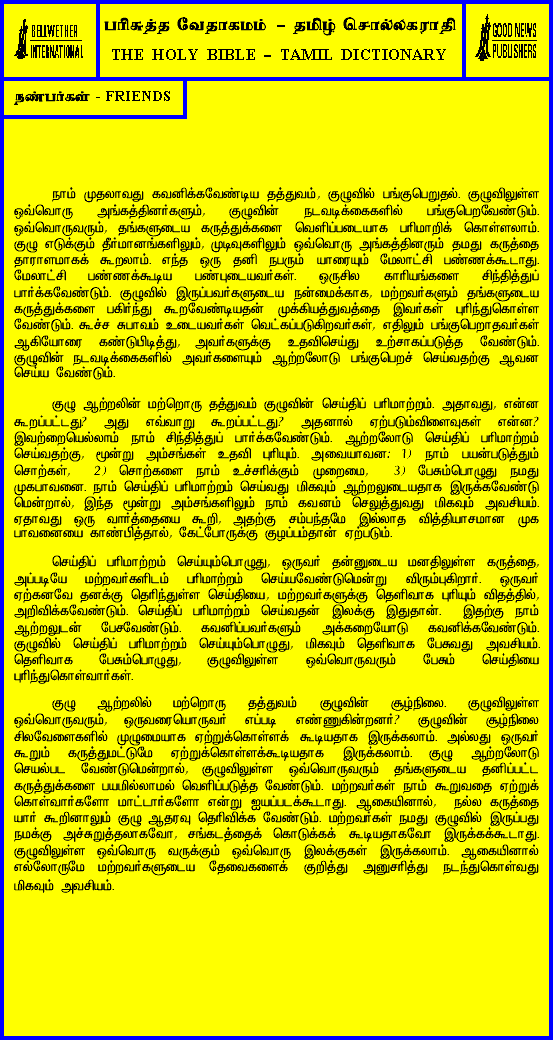 BELLWETHER
INTERNATIONAL
பரிசுத்த வேதாகமம் – தமிழ் சொல்லகராதி
THE HOLY BIBLE – TAMIL DICTIONARY
GOOD NEWS
PUBLISHERS
நண்பர்கள் - FRIENDS
நாம் முதலாவது கவனிக்கவேண்டிய தத்துவம், குழுவில் பங்குபெறுதல். குழுவிலுள்ள
ஒவ்வொரு அங்கத்தினர்களும், குழுவின் நடவடிக்கைகளில் பங்குபெறவேண்டும்.
ஒவ்வொருவரும், தங்களுடைய கருத்துக்களை வெளிப்படையாக பரிமாறிக் கொள்ளலாம்.
குழு எடுக்கும் தீர்மானங்களிலும், முடிவுகளிலும் ஒவ்வொரு அங்கத்தினரும் தமது கருத்தை
தாராளமாகக் கூறலாம். எந்த ஒரு தனி நபரும் யாரையும் மேலாட்சி பண்ணக்கூடாது.
மேலாட்சி பண்ணக்கூடிய பண்புடையவர்கள். ஒருசில காரியங்களை சிந்தித்துப்
பார்க்கவேண்டும். குழுவில் இருப்பவர்களுடைய நன்மைக்காக, மற்றவர்களும் தங்களுடைய
கருத்துக்களை பகிர்ந்து கூறவேண்டியதன் முக்கியத்துவத்தை இவர்கள் புரிந்துகொள்ள
வேண்டும். கூச்ச சுபாவம் உடையவர்கள் வெட்கப்படுகிறவர்கள், எதிலும் பங்குபெறாதவர்கள்
ஆகியோரை கண்டுபிடித்து, அவர்களுக்கு உதவிசெய்து உற்சாகப்படுத்த வேண்டும்.
குழுவின் நடவடிக்கைகளில் அவர்களையும் ஆற்றலோடு பங்குபெறச் செய்வதற்கு ஆவன
செய்ய வேண்டும்.
குழு ஆற்றலின் மற்றொரு தத்துவம் குழுவின் செய்திப் பரிமாற்றம். அதாவது, என்ன
கூறப்பட்டது? அது எவ்வாறு கூறப்பட்டது? அதனால் ஏற்படும்விளைவுகள் என்ன?
இவற்றையெல்லாம் நாம் சிந்தித்துப் பார்க்கவேண்டும். ஆற்றலோடு செய்திப் பரிமாற்றம்
செய்வதற்கு, மூன்று அம்சங்கள் உதவி புரியும். அவையாவன: 1) நாம் பயன்படுத்தும்
சொற்கள், 2) சொற்களை நாம் உச்சரிக்கும் முறைமை, 3) பேசும்பொழுது நமது
முகபாவனை. நாம் செய்திப் பரிமாற்றம் செய்வது மிகவும் ஆற்றலுடையதாக இருக்கவேண்டு
மென்றால், இந்த மூன்று அம்சங்களிலும் நாம் கவனம் செலுத்துவது மிகவும் அவசியம்.
ஏதாவது ஒரு வார்த்தையை கூறி, அதற்கு சம்பந்தமே இல்லாத வித்தியாசமான முக
பாவனையை காண்பித்தால், கேட்போருக்கு குழப்பம்தான் ஏற்படும்.
செய்திப் பரிமாற்றம் செய்யும்பொழுது, ஒருவர் தன்னுடைய மனதிலுள்ள கருத்தை,
அப்படியே மற்றவர்களிடம் பரிமாற்றம் செய்யவேண்டுமென்று விரும்புகிறார். ஒருவர்
ஏற்கனவே தனக்கு தெரிந்துள்ள செய்தியை, மற்றவர்களுக்கு தெளிவாக புரியும் விதத்தில்,
அறிவிக்கவேண்டும். செய்திப் பரிமாற்றம் செய்வதன் இலக்கு இதுதான். இதற்கு நாம்
ஆற்றலுடன் பேசவேண்டும். கவனிப்பவர்களும் அக்கறையோடு கவனிக்கவேண்டும்.
குழுவில் செய்திப் பரிமாற்றம் செய்யும்பொழுது, மிகவும் தெளிவாக பேசுவது அவசியம்.
தெளிவாக பேசும்பொழுது, குழுவிலுள்ள ஒவ்வொருவரும் பேசும் செய்தியை
புரிந்துகொள்வார்கள்.
குழு ஆற்றலில் மற்றொரு தத்துவம் குழுவின் சூழ்நிலை. குழுவிலுள்ள
ஒவ்வொருவரும், ஒருவரையொருவர் எப்படி எண்ணுகின்றனர்? குழுவின் சூழ்நிலை
சிலவேளைகளில் முழுமையாக ஏற்றுக்கொள்ளக் கூடியதாக இருக்கலாம். அல்லது ஒருவர்
கூறும் கருத்துமட்டுமே ஏற்றுக்கொள்ளக்கூடியதாக இருக்கலாம். குழு ஆற்றலோடு
செயல்பட வேண்டுமென்றால், குழுவிலுள்ள ஒவ்வொருவரும் தங்களுடைய தனிப்பட்ட
கருத்துக்களை பயமில்லாமல் வெளிப்படுத்த வேண்டும். மற்றவர்கள் நாம் கூறுவதை ஏற்றுக்
கொள்வார்களோ மாட்டார்களோ என்று ஐயப்படக்கூடாது. ஆகையினால், நல்ல கருத்தை
யார் கூறினாலும் குழு ஆதரவு தெரிவிக்க வேண்டும். மற்றவர்கள் நமது குழுவில் இருப்பது
நமக்கு அச்சுறுத்தலாகவோ, சங்கடத்தைக் கொடுக்கக் கூடியதாகவோ இருக்கக்கூடாது.
குழுவிலுள்ள ஒவ்வொரு வருக்கும் ஒவ்வொரு இலக்குகள் இருக்கலாம். ஆகையினால்
எல்லோருமே மற்றவர்களுடைய தேவைகளைக் குறித்து அனுசரித்து நடந்துகொள்வது
மிகவும் அவசியம்.